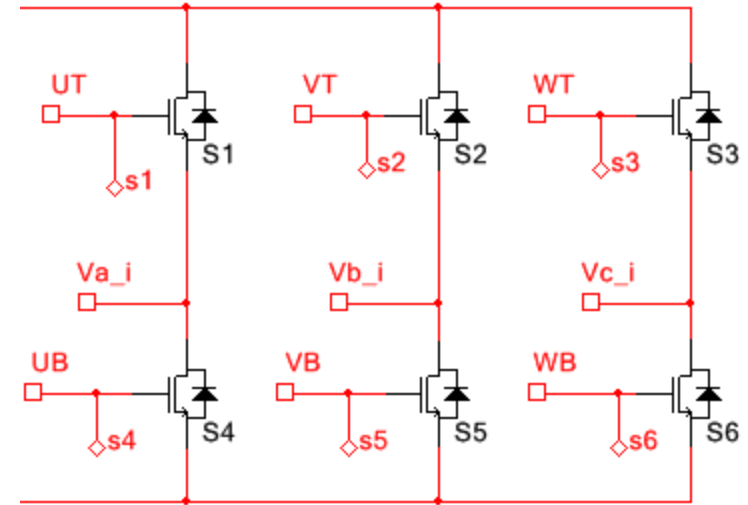 UT VT WT
S1 S2 S3
s1 s2 s3
Va_i Vb_i Vc_i
UB VB WB
S4 S5 S6
s4 s5 s6